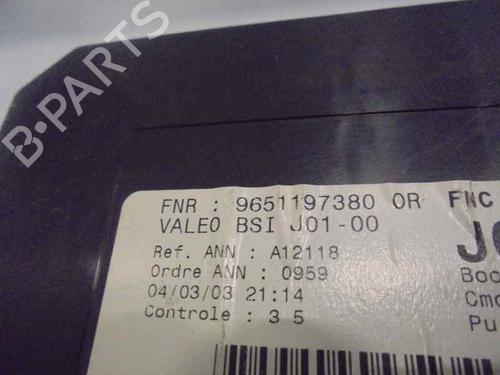 B-PARTS
FNR : 9651197380 OR FNC
VALEO BSI J01-00
Ref. ANN : A12118
Ordre ANN : 0959
04/03/03 21:14
Controle : 3 5